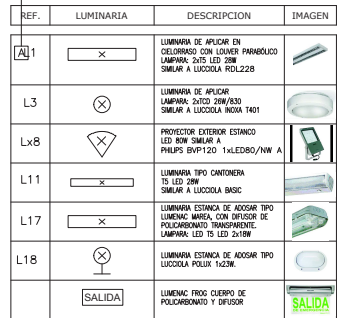 REF. LUMINARIA DESCRIPCION IMAGEN
AL1
LUMINARIA DE APLICAR EN
CIELORRASO CON LOUVER PARABÓLICO
LAMPARA: 2xT5 LED 28W
SIMILAR A LUCCIOLA RDL228
L3
LUMINARIA DE APLICAR
LAMPARA: 2xTCD 26W/830
SIMILAR A LUCCIOLA INOXA T401
Lx8
PROYECTOR EXTERIOR ESTANCO
LED 80W SIMILAR A
PHILIPS BVP120 1xLED80/NW A
L11
LUMINARIA TIPO CANTONERA
T5 LED 28W
SIMILAR A LUCCIOLA BASIC
L17
LUMINARIA ESTANCA DE ADOSAR TIPO
LUMENAC MAREA, CON DIFUSOR DE
POLICARBONATO TRANSPARENTE.
LAMPARA: LED T5 LED 2x18W
L18
LUMINARIA ESTANCA DE ADOSAR TIPO
LUCCIOLA POLUX 1x23W.
SALIDA
LUMENAC FROG CUERPO DE
POLICARBONATO Y DIFUSOR
SALIDA